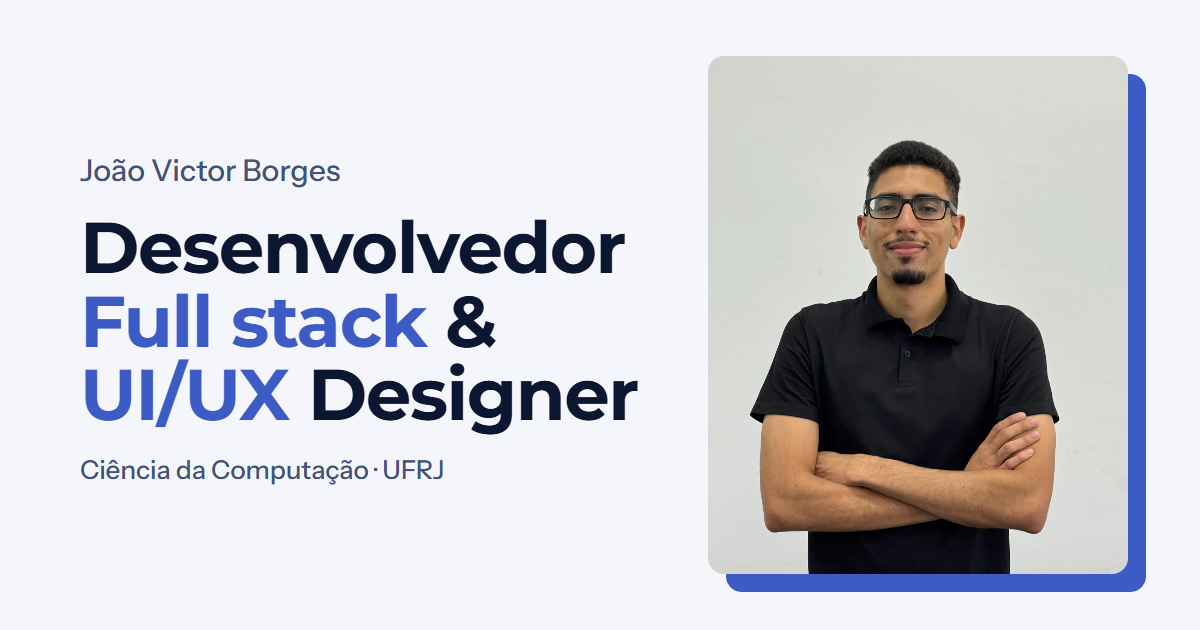 João Victor Borges
Desenvolvedor
Full stack &
UI/UX Designer
Ciência da Computação · UFRJ